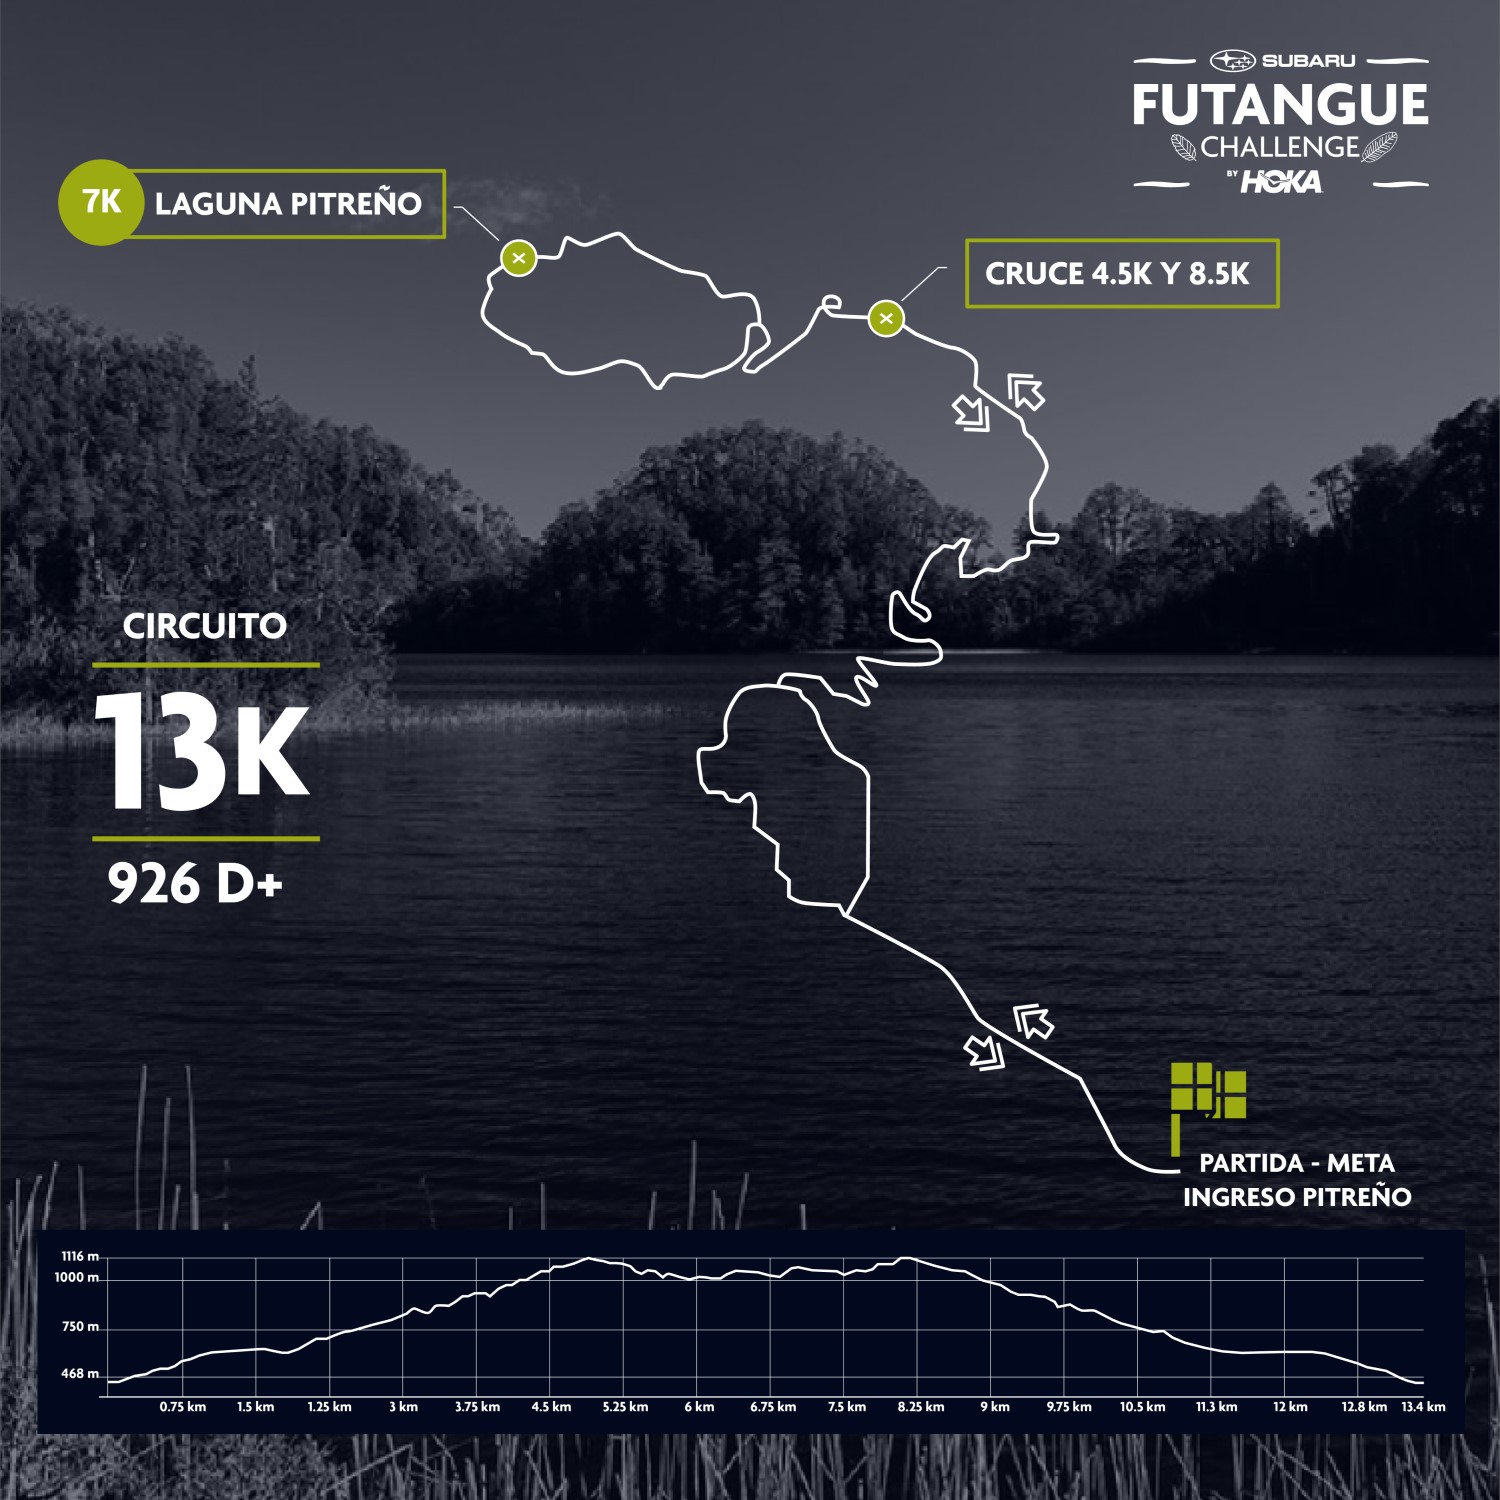 SUBARU
FUTANGUE
CHALLENGE
BY HOKA
7K LAGUNA PITREÑO
CRUCE 4.5K Y 8.5K
CIRCUITO
13K
926 D+
PARTIDA - META
INGRESO PITREÑO
1116 m
1000 m
750 m
468 m
0.75 km 1.5 km 1.25 km 3 km 3.75 km 4.5 km 5.25 km 6 km 6.75 km 7.5 km 8.25 km 9 km 9.75 km 10.5 km 11.3 km 12 km 12.8 km 13.4 km